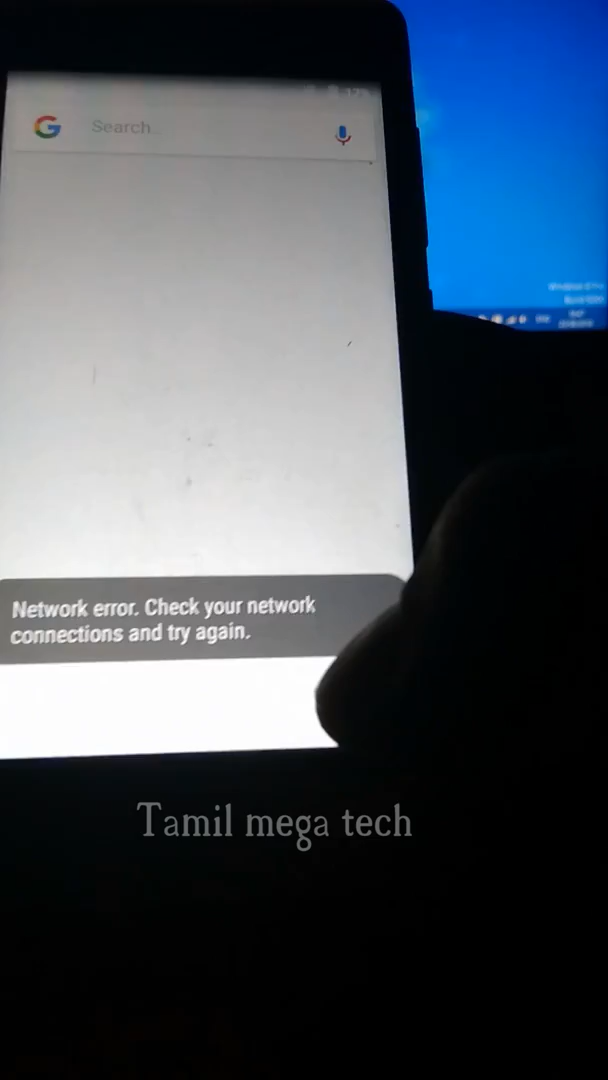 Search...
Network error. Check your network
connections and try again.
Tamil mega tech